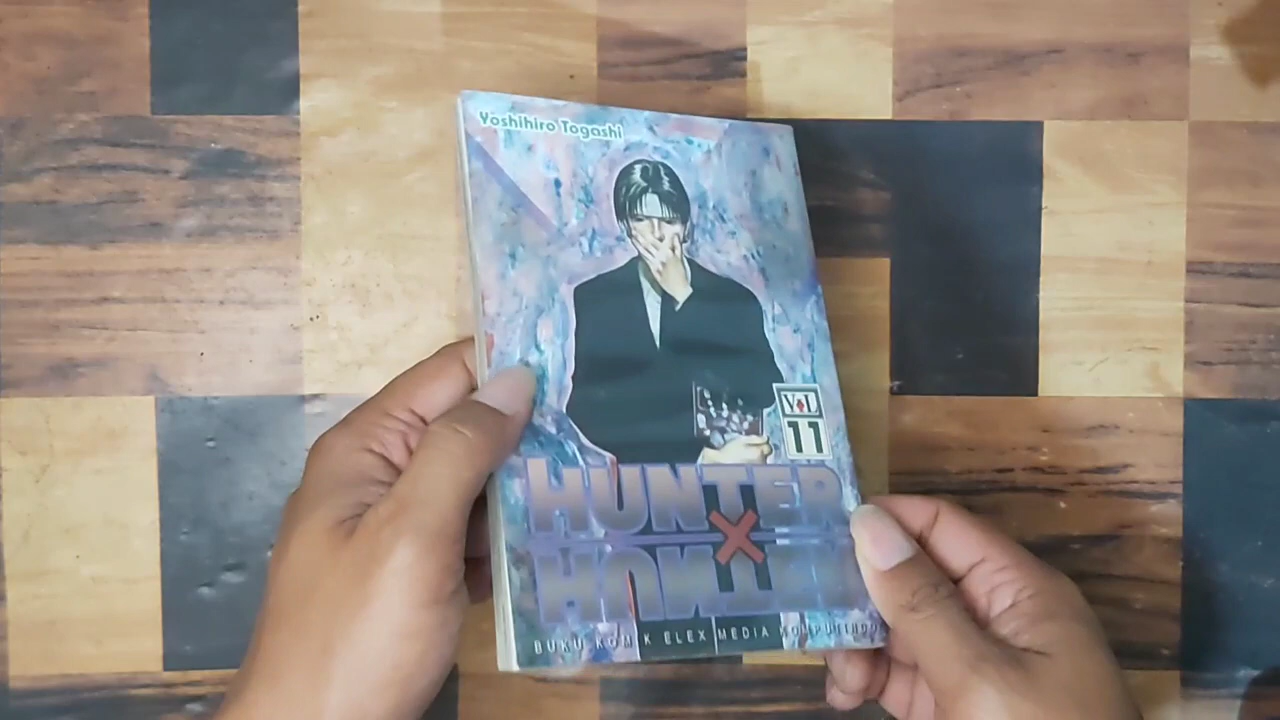 Yoshihiro Togashi
VOL
11
HUNTER
×
HUNTER
BUKU KOMIK ELEX MEDIA KOMPUTINDO